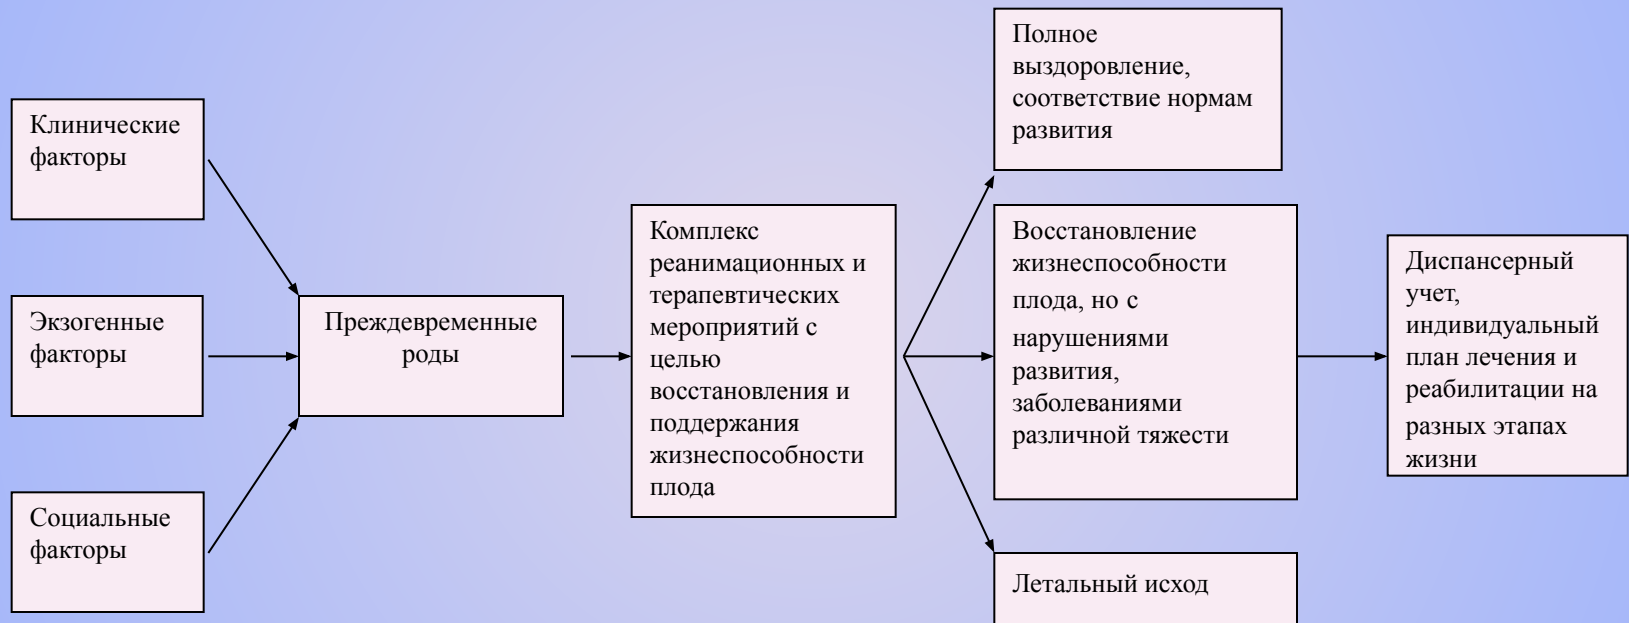 Клинические
факторы
Экзогенные
факторы
Социальные
факторы
Преждевременные
роды
Комплекс
реанимационных и
терапевтических
мероприятий с
целью
восстановления и
поддержания
жизнеспособности
плода
Полное
выздоровление,
соответствие нормам
развития
Восстановление
жизнеспособности
плода, но с
нарушениями
развития,
заболеваниями
различной тяжести
Летальный исход
Диспансерный
учет,
индивидуальный
план лечения и
реабилитации на
разных этапах
жизни